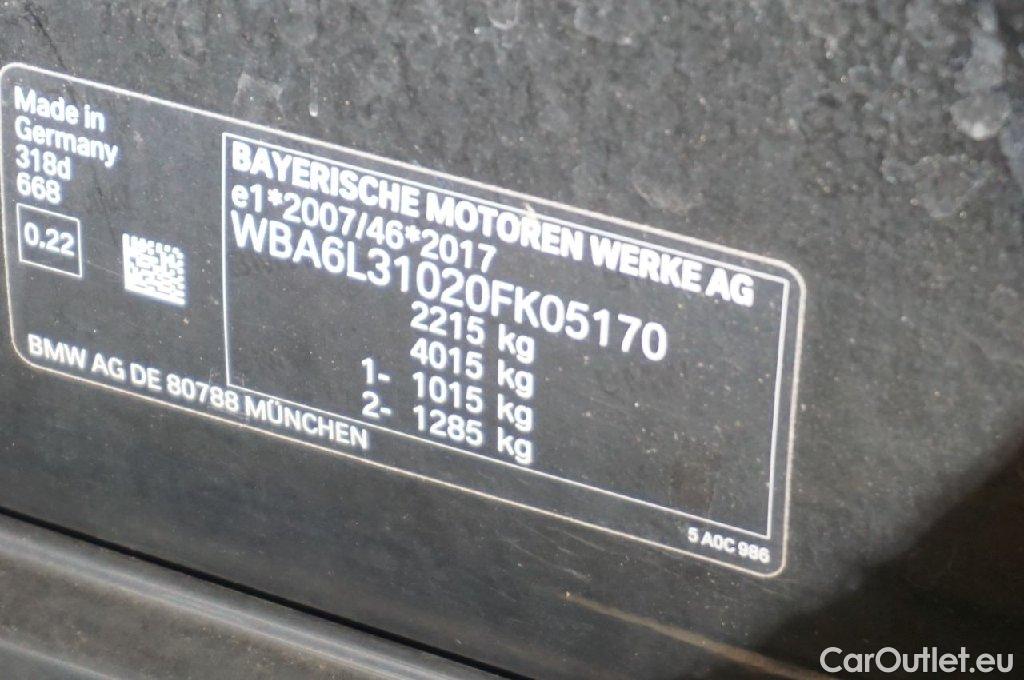 Made in
Germany
318d
668
0.22
BAYERISCHE MOTOREN WERKE AG
e1*2007/46*2017
WBA6L31020FK05170
2215 kg
4015 kg
1- 1015 kg
2- 1285 kg
BMW AG DE 80788 MÜNCHEN
5 A0C 986
CarOutlet.eu